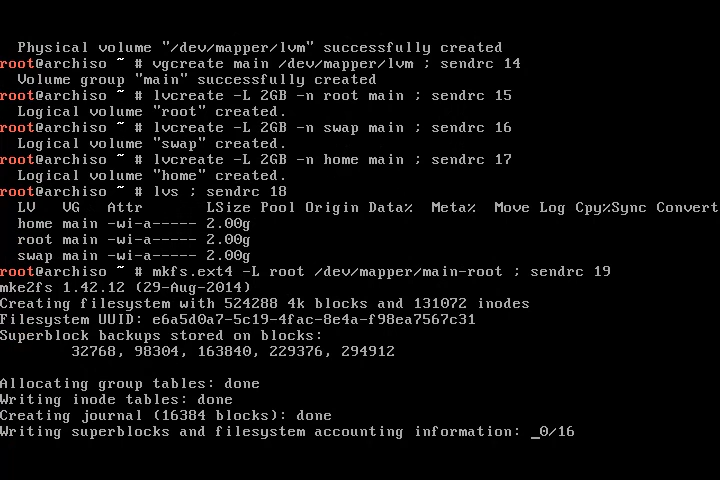 Physical volume "/dev/mapper/lvm" successfully created
root@archiso ~ # vgcreate main /dev/mapper/lvm ; sendrc 14
Volume group "main" successfully created
root@archiso ~ # lvcreate -L 2GB -n root main ; sendrc 15
Logical volume "root" created.
root@archiso ~ # lvcreate -L 2GB -n swap main ; sendrc 16
Logical volume "swap" created.
root@archiso ~ # lvcreate -L 2GB -n home main ; sendrc 17
Logical volume "home" created.
root@archiso ~ # lvs ; sendrc 18
LV   VG   Attr       LSize Pool Origin Data%  Meta%  Move Log Cpy%Sync Convert
home main -wi-a----- 2.00g
root main -wi-a----- 2.00g
swap main -wi-a----- 2.00g
root@archiso ~ # mkfs.ext4 -L root /dev/mapper/main-root ; sendrc 19
mke2fs 1.42.12 (29-Aug-2014)
Creating filesystem with 524288 4k blocks and 131072 inodes
Filesystem UUID: e6a5d0a7-5c19-4fac-8e4a-f98ea7567c31
Superblock backups stored on blocks:
32768, 98304, 163840, 229376, 294912
Allocating group tables: done
Writing inode tables: done
Creating journal (16384 blocks): done
Writing superblocks and filesystem accounting information: _0/16